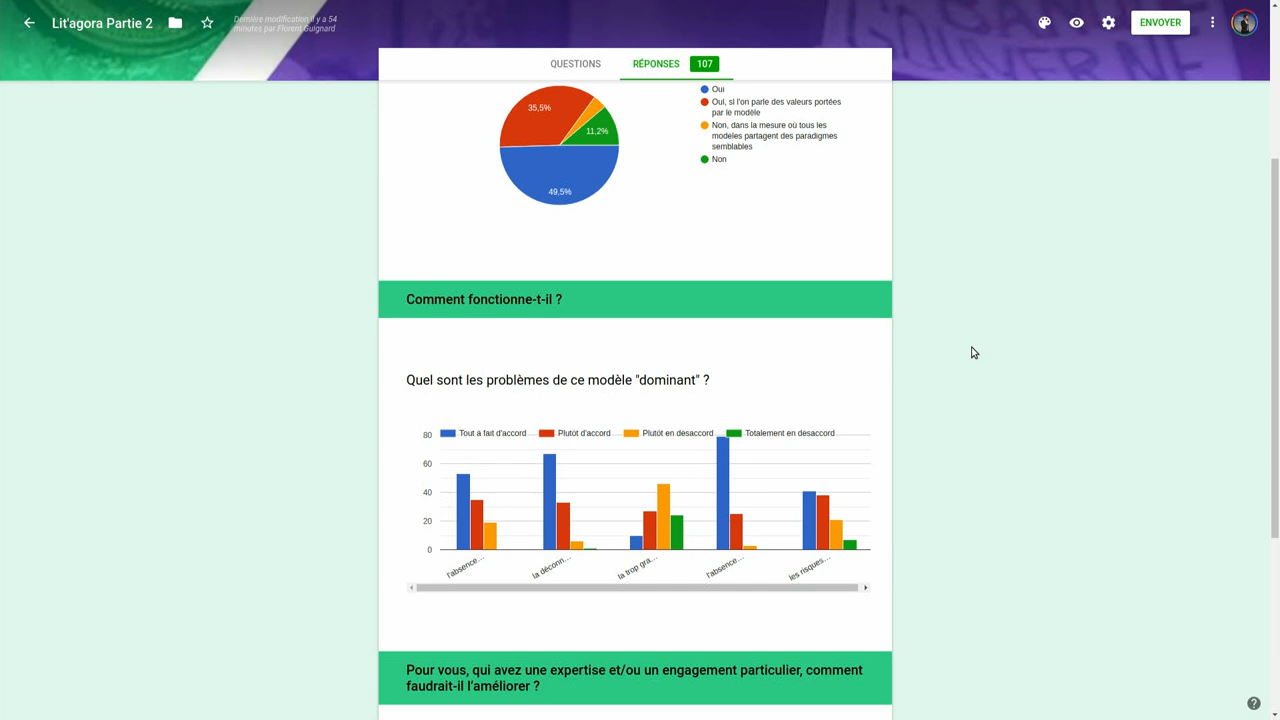 Lit'agora Partie 2
Dernière modification il y a 54
minutes par Florent Guignard
ENVOYER
QUESTIONS
RÉPONSES
107
35,5%
11,2%
49,5%
Oui
Oui, si l'on parle des valeurs portées
par le modèle
Non, dans la mesure où tous les
modèles partagent des paradigmes
semblables
Non
Comment fonctionne-t-il ?
Quel sont les problèmes de ce modèle "dominant" ?
Tout à fait d'accord
Plutôt d'accord
Plutôt en désaccord
Totalement en désaccord
80
60
40
20
0
l'absence…
la déconn…
la trop gra…
l'absence…
les risques…
Pour vous, qui avez une expertise et/ou un engagement particulier, comment
faudrait-il l'améliorer ?